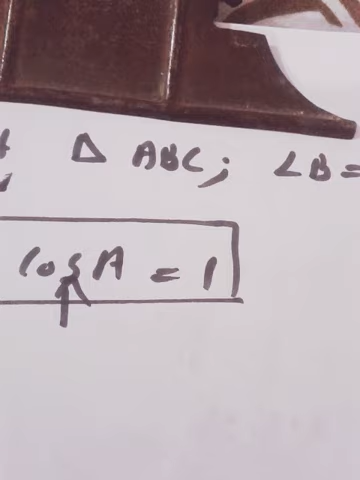 Δ ABC; ∠B=
cos A = 1